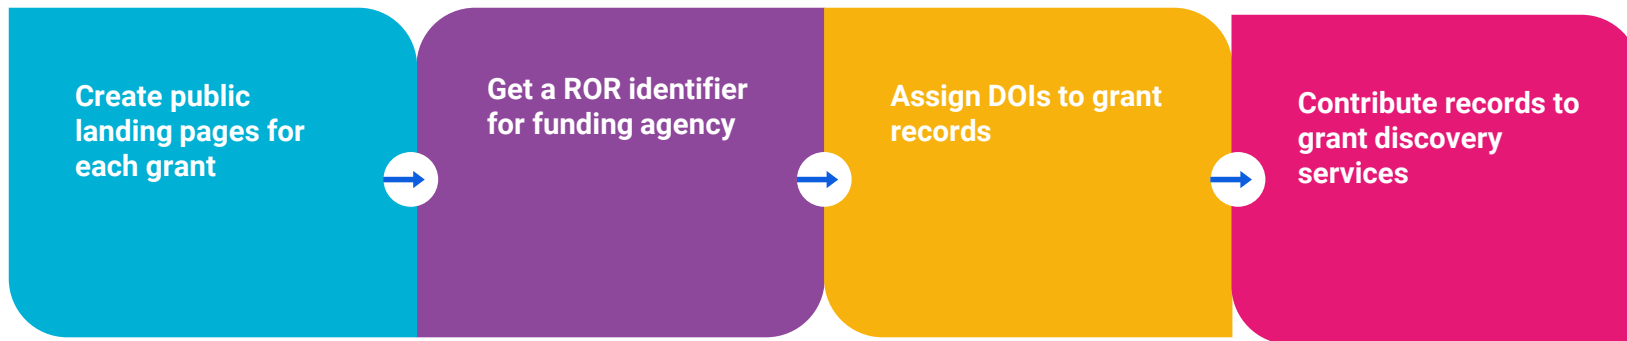 Create public
landing pages for
each grant
Get a ROR identifier
for funding agency
Assign DOIs to grant
records
Contribute records to
grant discovery
services